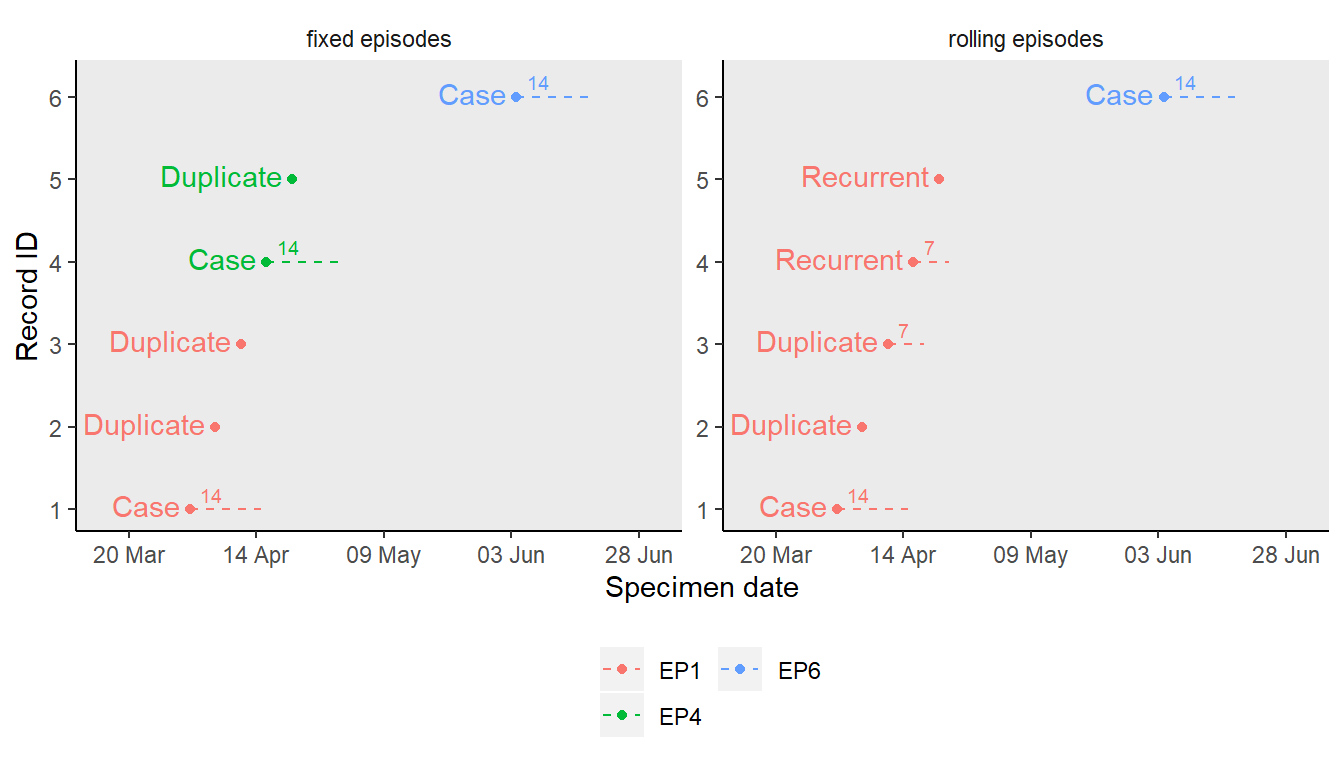 fixed episodes
rolling episodes
Record ID
6
5
4
3
2
1
Case 14
Duplicate
Case 14
Duplicate
Duplicate
Case 14
20 Mar 14 Apr 09 May 03 Jun 28 Jun
6
5
4
3
2
1
Case 14
Recurrent
Recurrent 7
Duplicate 7
Duplicate
Case 14
20 Mar 14 Apr 09 May 03 Jun 28 Jun
Specimen date
EP1 EP6
EP4